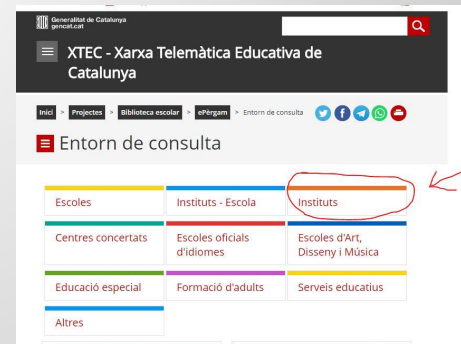 Generalitat de Catalunya
gencat.cat
XTEC - Xarxa Telemàtica Educativa de
Catalunya
Inici > Projectes > Biblioteca escolar > ePèrgam > Entorn de consulta
Entorn de consulta
Escoles
Instituts - Escola
Instituts
Centres concertats
Escoles oficials
d'idiomes
Escoles d'Art,
Disseny i Música
Educació especial
Formació d'adults
Serveis educatius
Altres